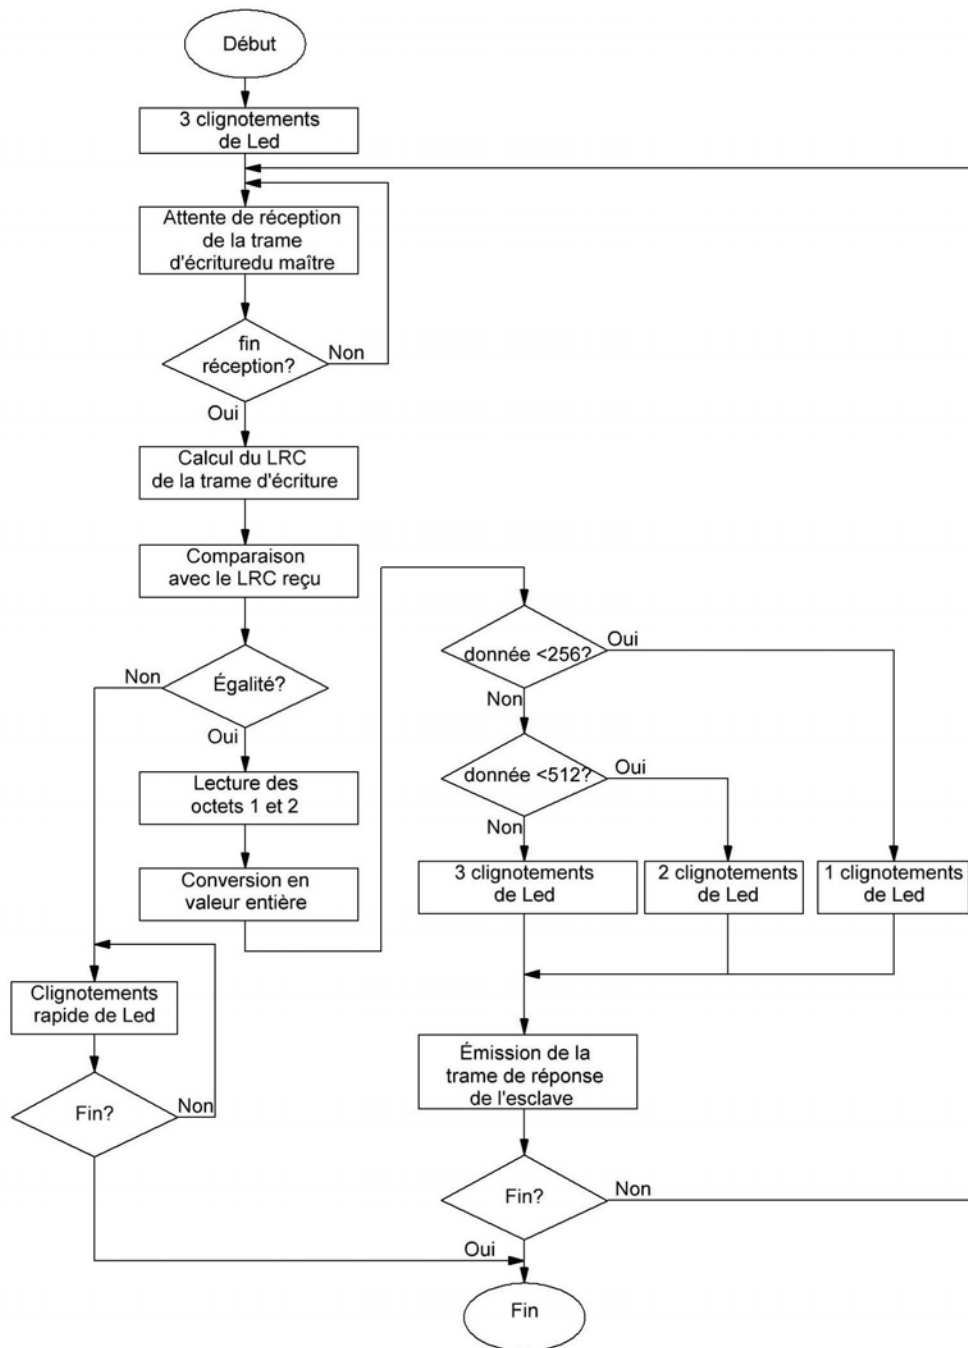 Début
3 clignotements
de Led
Attente de réception
de la trame
d'écrituredu maître
fin
réception?
Non
Oui
Calcul du LRC
de la trame d'écriture
Comparaison
avec le LRC reçu
Égalité?
Non
Oui
Lecture des
octets 1 et 2
Conversion en
valeur entière
Clignotements
rapide de Led
Fin?
Non
donnée <256?
Oui
Non
donnée <512?
Oui
Non
3 clignotements
de Led
2 clignotements
de Led
1 clignotements
de Led
Émission de la
trame de réponse
de l'esclave
Fin?
Non
Oui
Fin